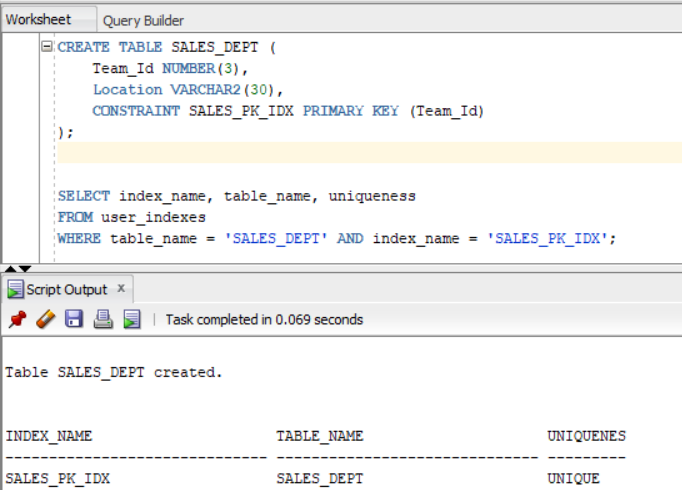 Worksheet Query Builder
CREATE TABLE SALES_DEPT (
    Team_Id NUMBER(3),
    Location VARCHAR2(30),
    CONSTRAINT SALES_PK_IDX PRIMARY KEY (Team_Id)
);
SELECT index_name, table_name, uniqueness
FROM user_indexes
WHERE table_name = 'SALES_DEPT' AND index_name = 'SALES_PK_IDX';
Script Output x
| Task completed in 0.069 seconds
Table SALES_DEPT created.
INDEX_NAME TABLE_NAME UNIQUENES
------------------------------ ------------------------------ ---------
SALES_PK_IDX SALES_DEPT UNIQUE